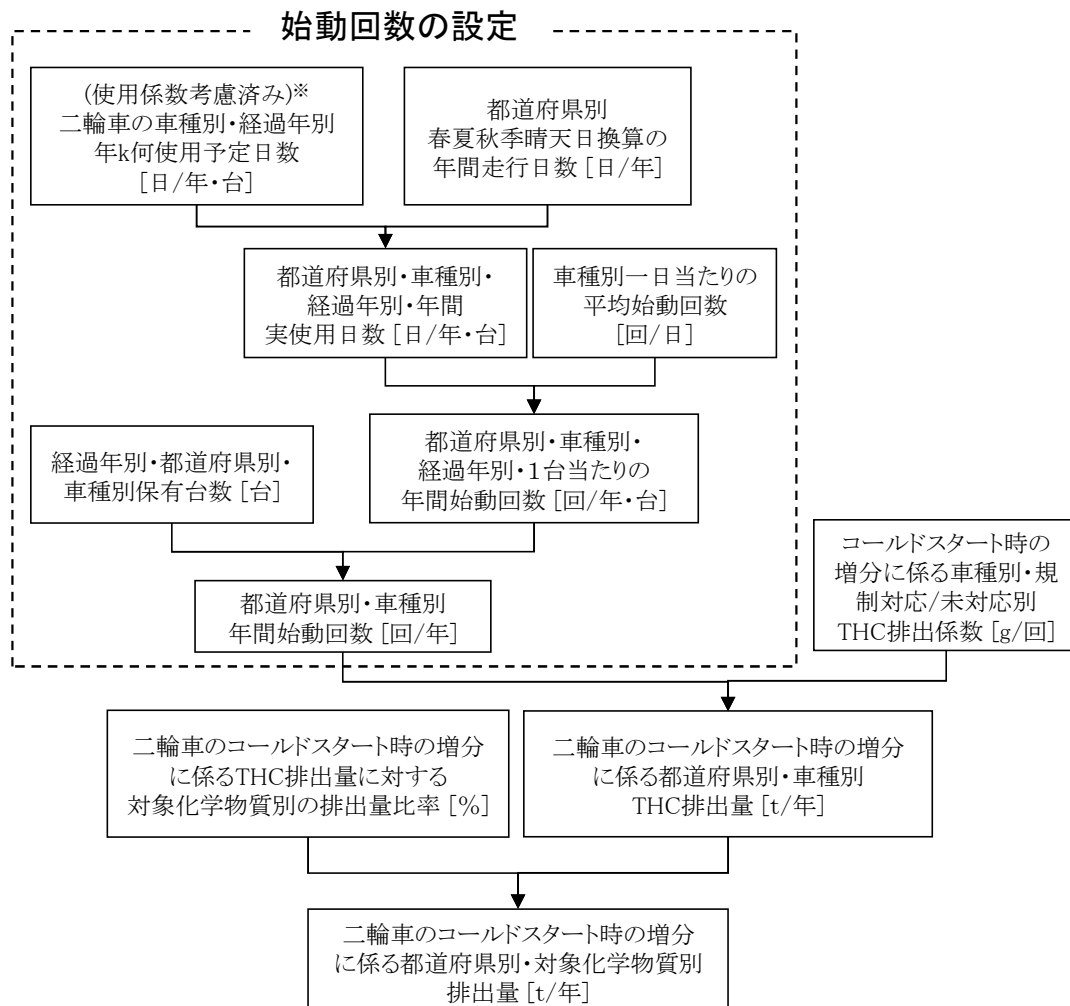 始動回数の設定
(使用係数考慮済み)※
二輪車の車種別・経過年別
年k何使用予定日数
[日/年・台]
都道府県別
春夏秋季晴天日換算の
年間走行日数 [日/年]
都道府県別・車種別・
経過年別・年間
実使用日数 [日/年・台]
車種別一日当たりの
平均始動回数
[回/日]
経過年別・都道府県別・
車種別保有台数 [台]
都道府県別・車種別・
経過年別・１台当たりの
年間始動回数 [回/年・台]
コールドスタート時の
増分に係る車種別・規
制対応/未対応別
THC排出係数 [g/回]
都道府県別・車種別
年間始動回数 [回/年]
二輪車のコールドスタート時の増分
に係るTHC排出量に対する
対象化学物質別の排出量比率 [%]
二輪車のコールドスタート時の増分
に係る都道府県別・車種別
THC排出量 [t/年]
二輪車のコールドスタート時の増分
に係る都道府県別・対象化学物質別
排出量 [t/年]